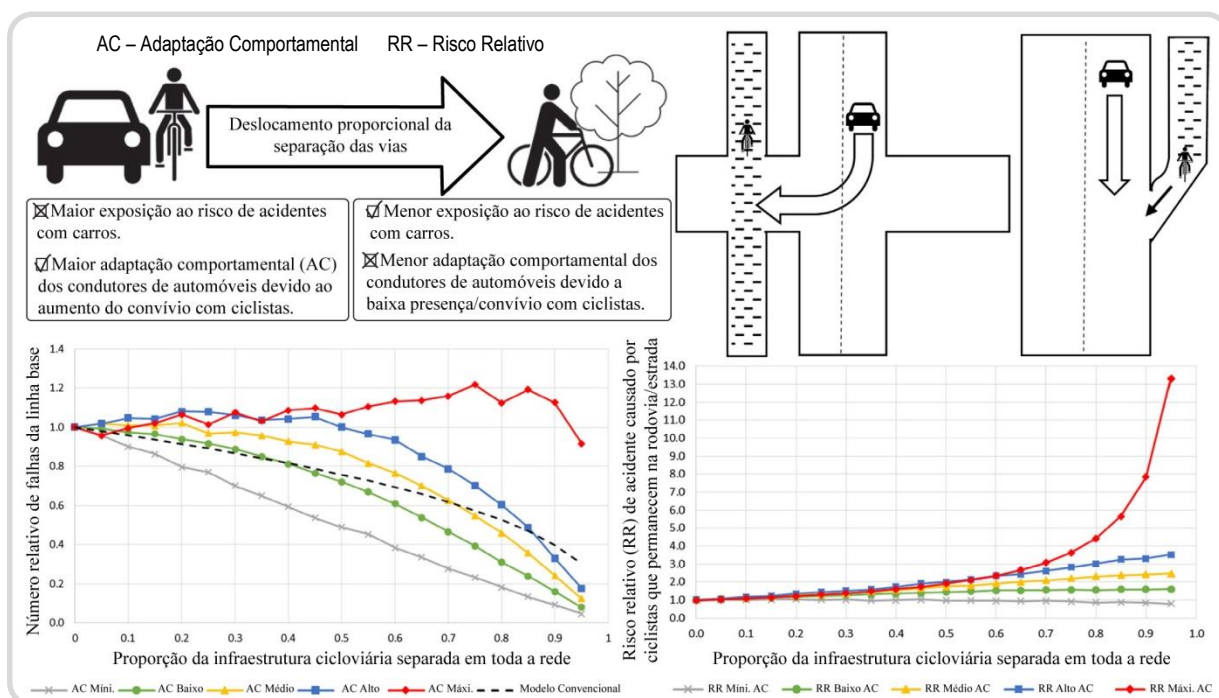 AC – Adaptação Comportamental RR – Risco Relativo
Deslocamento proporcional da
separação das vias
Maior exposição ao risco de acidentes
com carros.
Maior adaptação comportamental (AC)
dos condutores de automóveis devido ao
aumento do convívio com ciclistas.
Menor exposição ao risco de acidentes
com carros.
Menor adaptação comportamental dos
condutores de automóveis devido a
baixa presença/convívio com ciclistas.
Número relativo de falhas da linha base
1.4
1.2
1.0
0.8
0.6
0.4
0.2
0.0
0 0.1 0.2 0.3 0.4 0.5 0.6 0.7 0.8 0.9 1
Proporção da infraestrutura cicloviária separada em toda a rede
AC Míni. AC Baixo AC Médio AC Alto AC Máxi. Modelo Convencional
Risco relativo (RR) de acidente causado por
ciclistas que permanecem na rodovia/estrada
14.0
13.0
12.0
11.0
10.0
9.0
8.0
7.0
6.0
5.0
4.0
3.0
2.0
1.0
0.0
0.0 0.1 0.2 0.3 0.4 0.5 0.6 0.7 0.8 0.9 1.0
Proporção da infraestrutura cicloviária separada em toda a rede
RR Míni. AC RR Baixo AC RR Médio AC RR Alto AC RR Máxi. AC